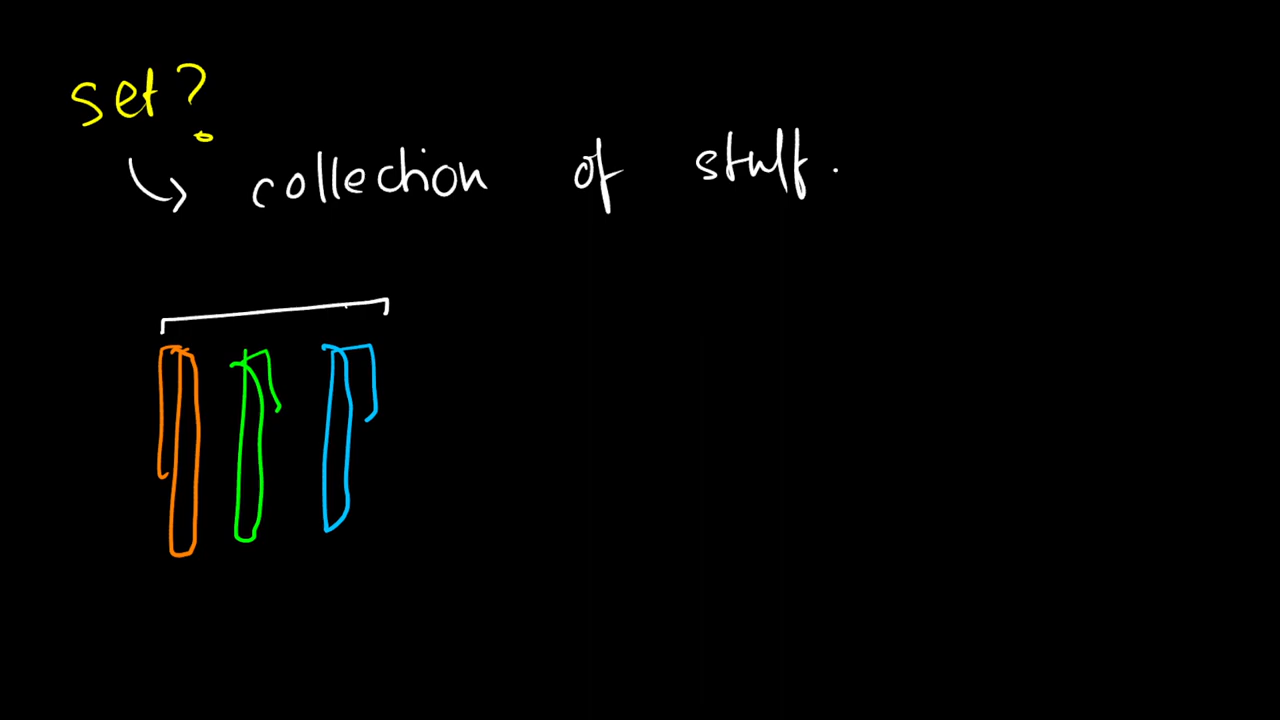 set?
↳ collection of stuff.